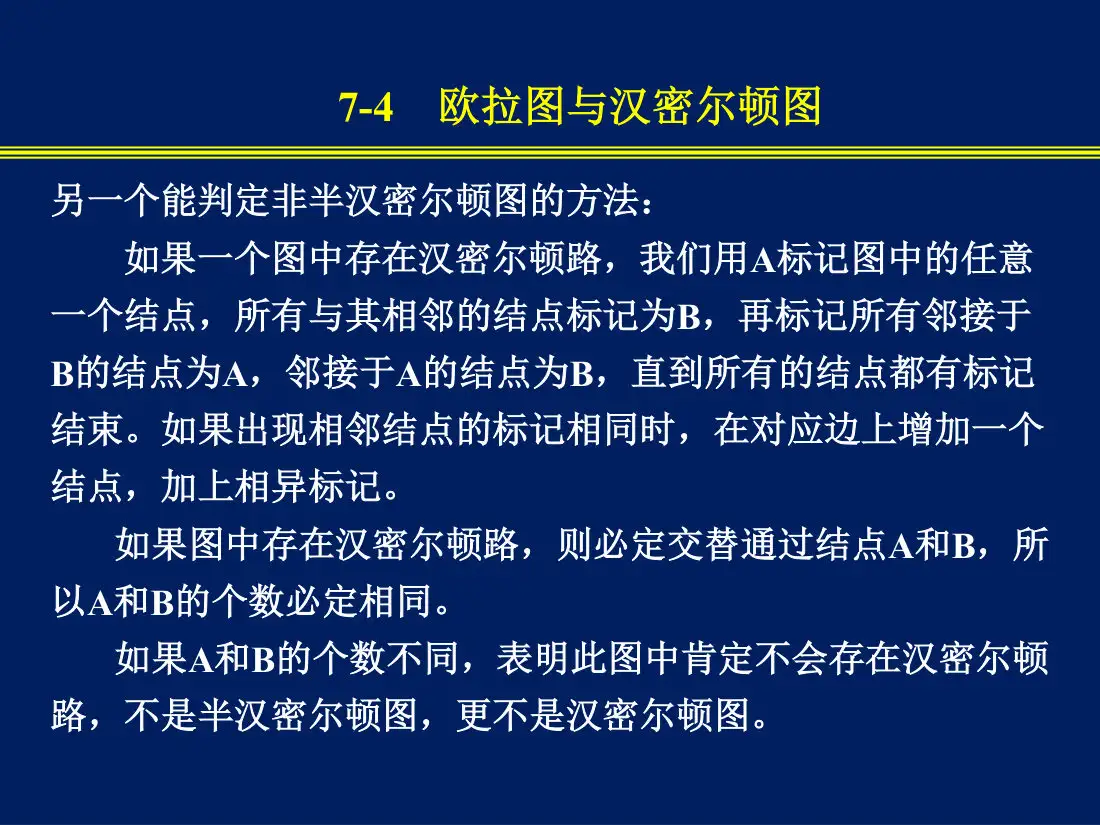 7-4 欧拉图与汉密尔顿图
另一个能判定非半汉密尔顿图的方法：
如果一个图中存在汉密尔顿路，我们用A标记图中的任意
一个结点，所有与其相邻的结点标记为B，再标记所有邻接于
B的结点为A，邻接于A的结点为B，直到所有的结点都有标记
结束。如果出现相邻结点的标记相同时，在对应边上增加一个
结点，加上相异标记。
如果图中存在汉密尔顿路，则必定交替通过结点A和B，所
以A和B的个数必定相同。
如果A和B的个数不同，表明此图中肯定不会存在汉密尔顿
路，不是半汉密尔顿图，更不是汉密尔顿图。